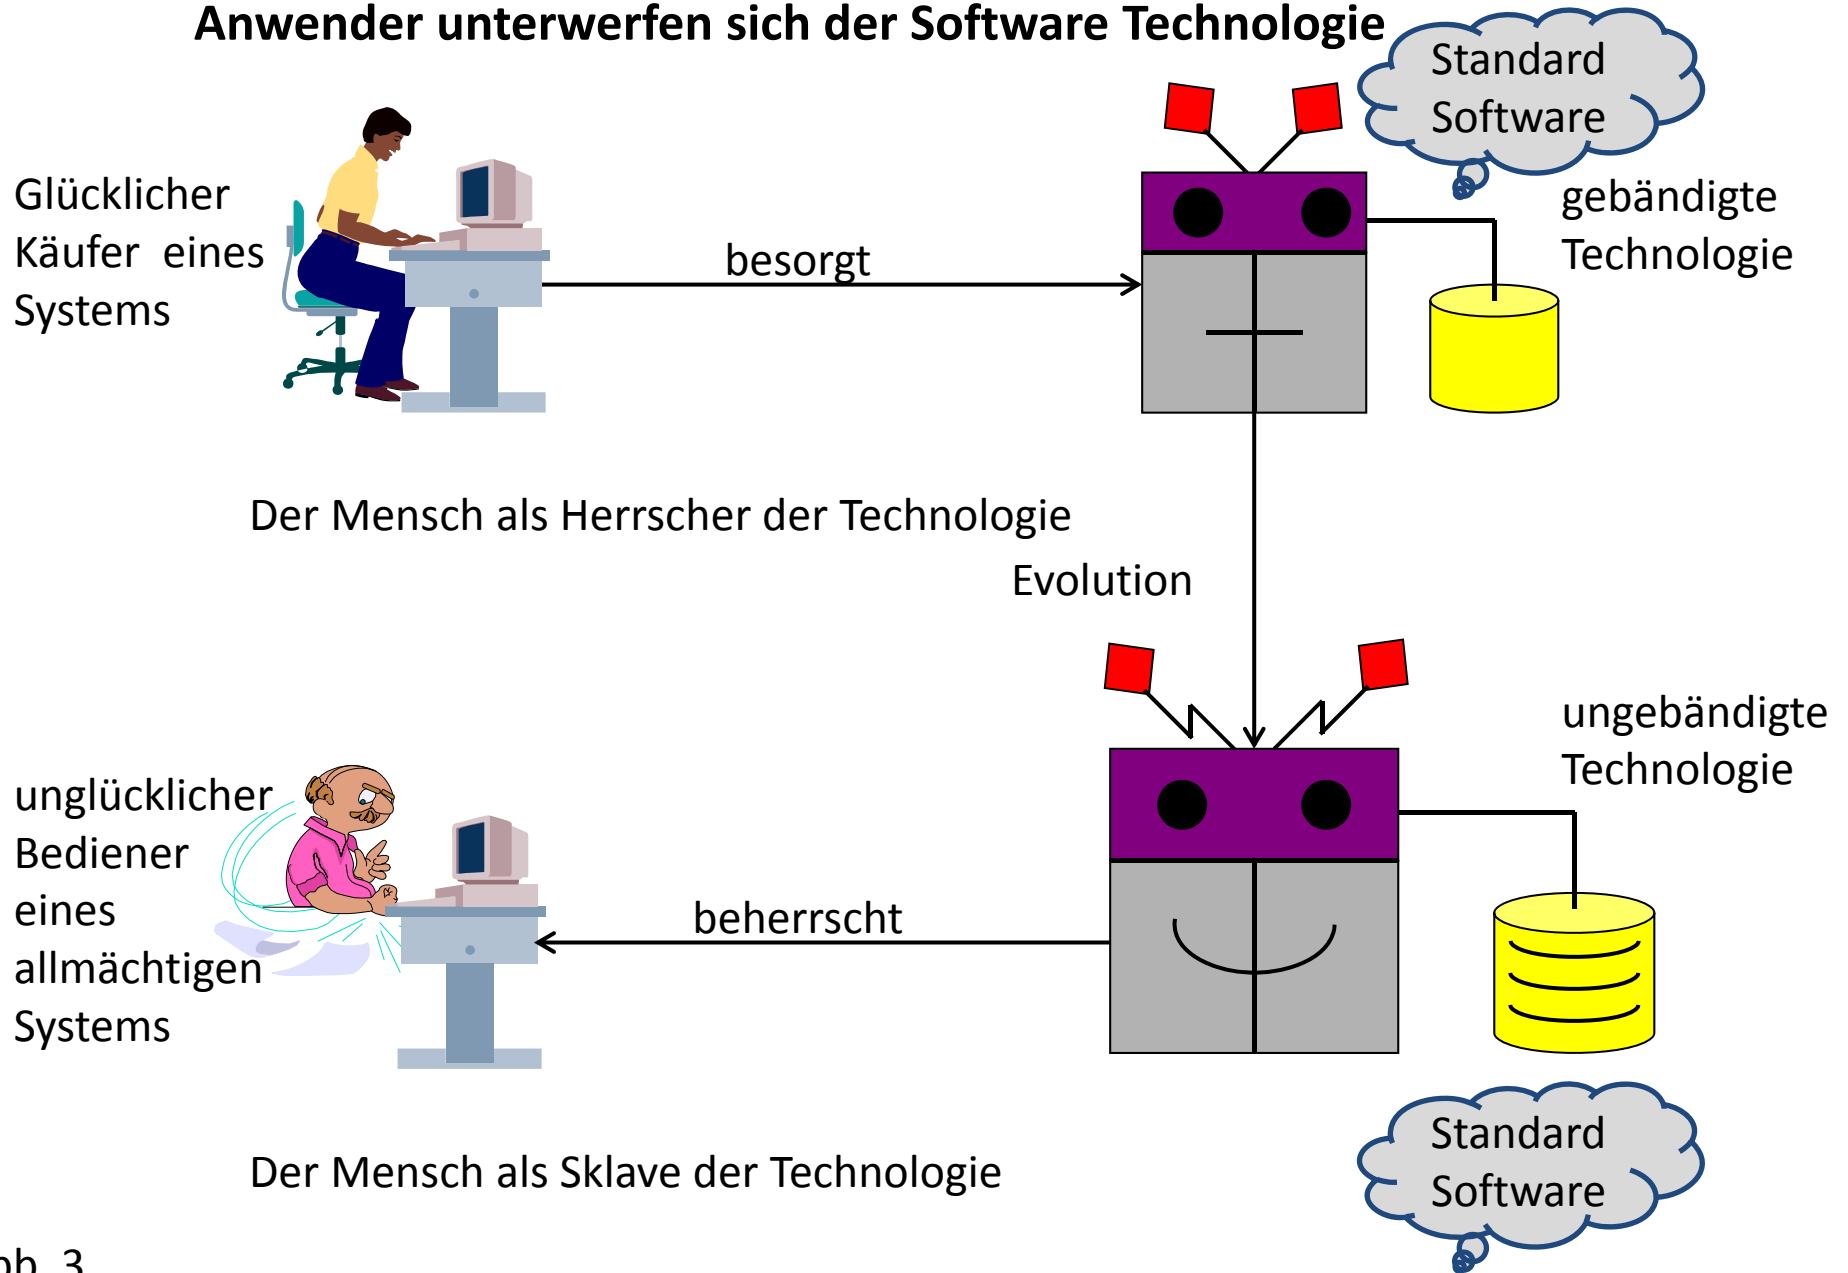 Anwender unterwerfen sich der Software Technologie
Standard
Software
Glücklicher
Käufer eines
Systems
besorgt
gebändigte
Technologie
Der Mensch als Herrscher der Technologie
Evolution
ungebändigte
Technologie
unglücklicher
Bediener
eines
allmächtigen
Systems
beherrscht
Standard
Software
Der Mensch als Sklave der Technologie
3